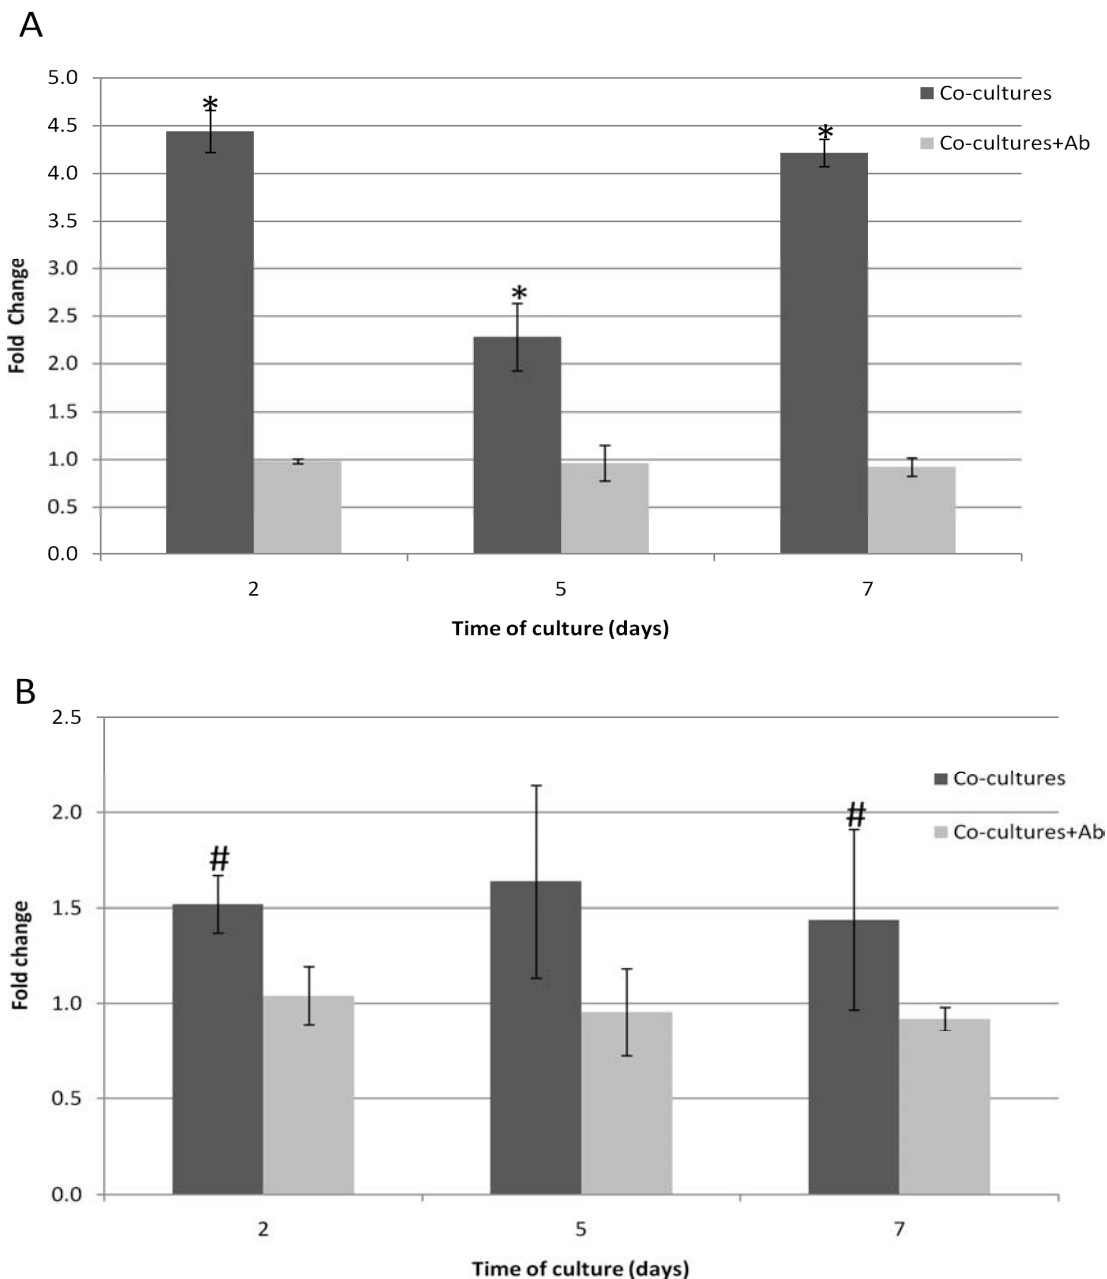 A
5.0
Co-cultures
*
4.5
*
Co-cultures+Ab
4.0
3.5
3.0
*
2.5
2.0
1.5
1.0
0.5
0.0
Fold Change
2 5 7
Time of culture (days)
B
2.5
Co-cultures
2.0
#
Co-cultures+Ab
#
1.5
1.0
0.5
0.0
Fold change
2 5 7
Time of culture (days)